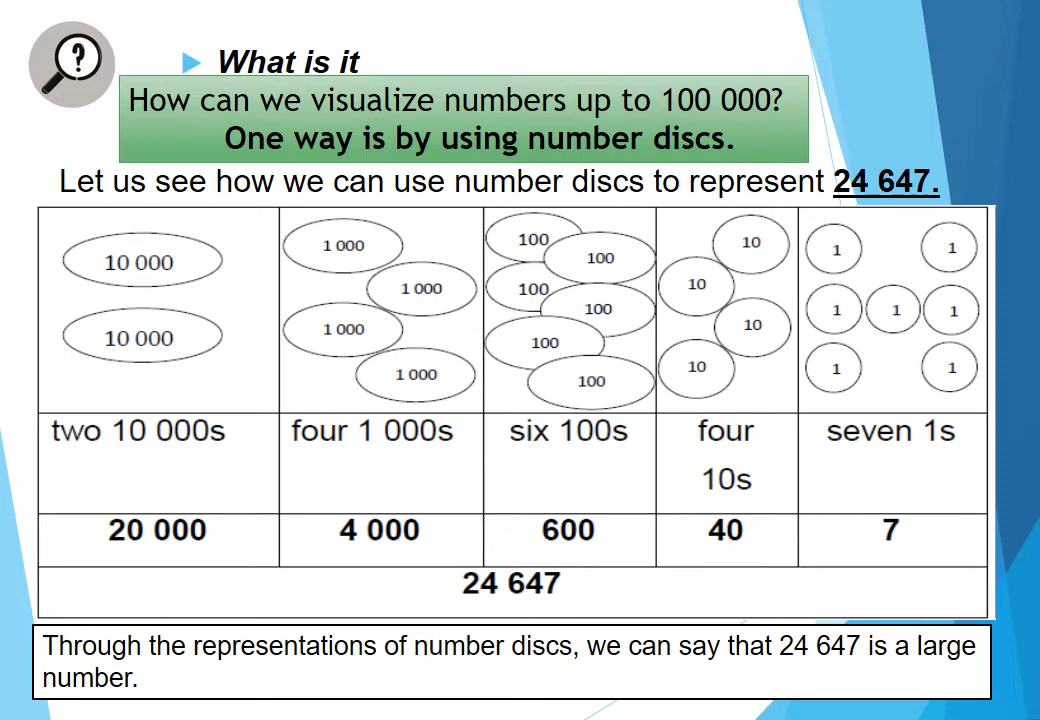 ?
What is it
How can we visualize numbers up to 100 000?
One way is by using number discs.
Let us see how we can use number discs to represent 24 647.
10 000
10 000
1 000
1 000
1 000
1 000
100
100
100
100
100
100
10
10
10
10
1
1
1
1
1
1
1
two 10 000s
four 1 000s
six 100s
four
10s
seven 1s
20 000
4 000
600
40
7
24 647
Through the representations of number discs, we can say that 24 647 is a large
number.